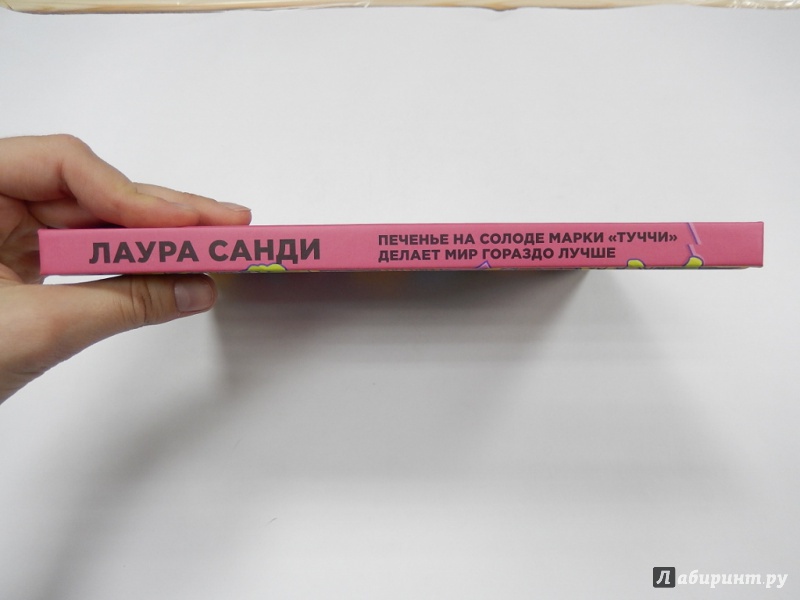 ЛАУРА САНДИ
ПЕЧЕНЬЕ НА СОЛОДЕ МАРКИ «ТУЧЧИ»
ДЕЛАЕТ МИР ГОРАЗДО ЛУЧШЕ
Лабиринт.ру